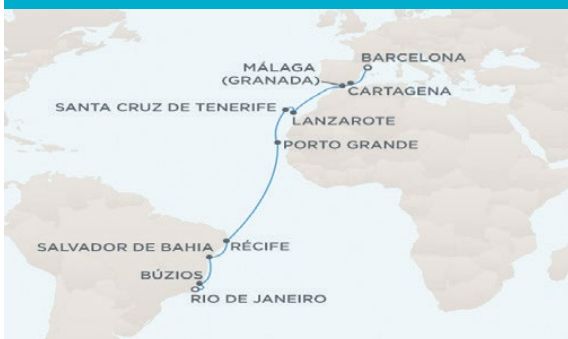 BARCELONA
MÁLAGA
(GRANADA)
CARTAGENA
SANTA CRUZ DE TENERIFE
LANZAROTE
PORTO GRANDE
SALVADOR DE BAHIA
RÉCIFE
BÚZIOS
RIO DE JANEIRO